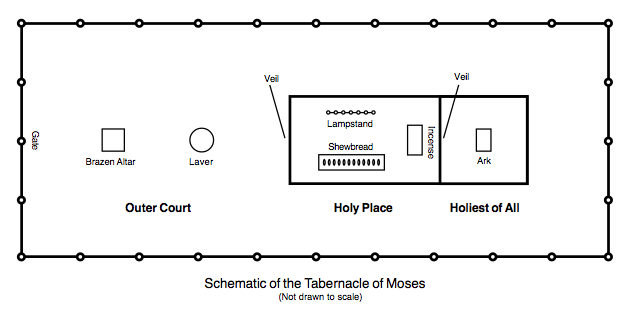 Veil
Veil
Gate
Brazen Altar
Laver
Lampstand
Shewbread
Incense
Ark
Outer Court
Holy Place
Holiest of All
Schematic of the Tabernacle of Moses
(Not drawn to scale)